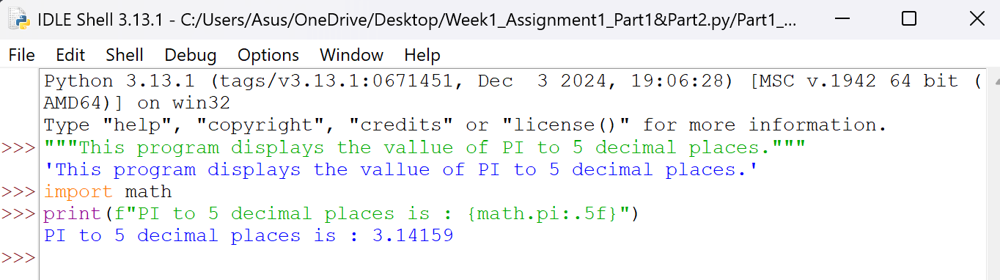 IDLE Shell 3.13.1 - C:/Users/Asus/OneDrive/Desktop/Week1_Assignment1_Part1&Part2.py/Part1_...
File Edit Shell Debug Options Window Help
Python 3.13.1 (tags/v3.13.1:0671451, Dec  3 2024, 19:06:28) [MSC v.1942 64 bit (
AMD64)] on win32
Type "help", "copyright", "credits" or "license()" for more information.
>>> """This program displays the vallue of PI to 5 decimal places."""
'This program displays the vallue of PI to 5 decimal places.'
>>> import math
>>> print(f"PI to 5 decimal places is : {math.pi:.5f}")
PI to 5 decimal places is : 3.14159
>>>